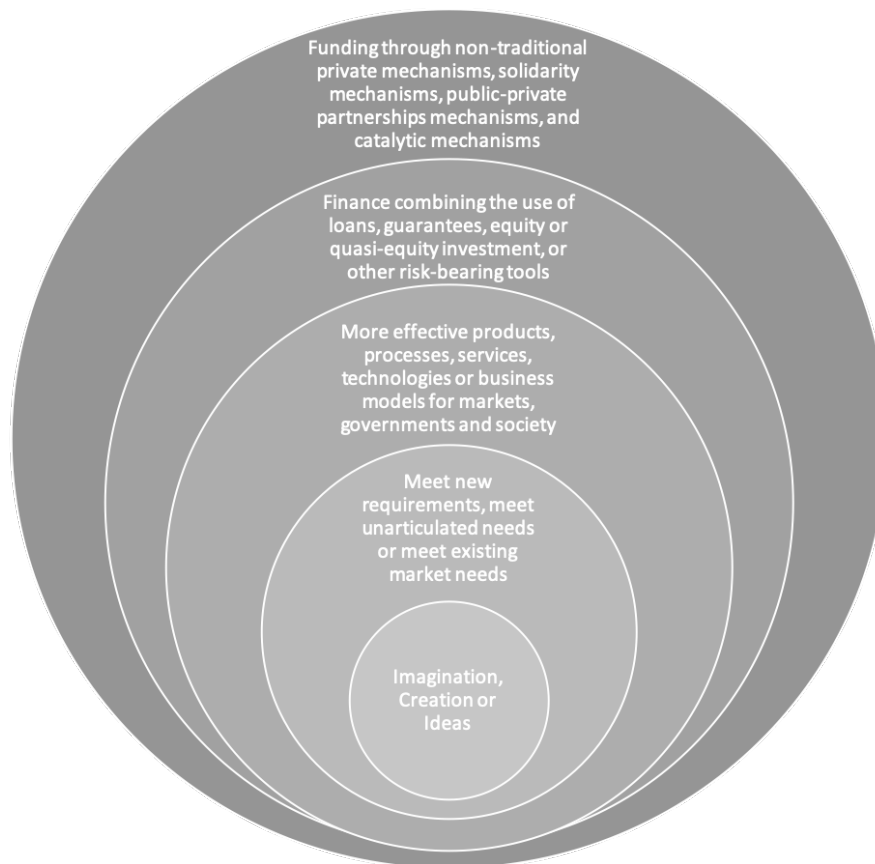 Funding through non-traditional
private mechanisms, solidarity
mechanisms, public-private
partnerships mechanisms, and
catalytic mechanisms
Finance combining the use of
loans, guarantees, equity or
quasi-equity investment, or
other risk-bearing tools
More effective products,
processes, services,
technologies or business
models for markets,
governments and society
Meet new
requirements, meet
unarticulated needs
or meet existing
market needs
Imagination,
Creation or
Ideas